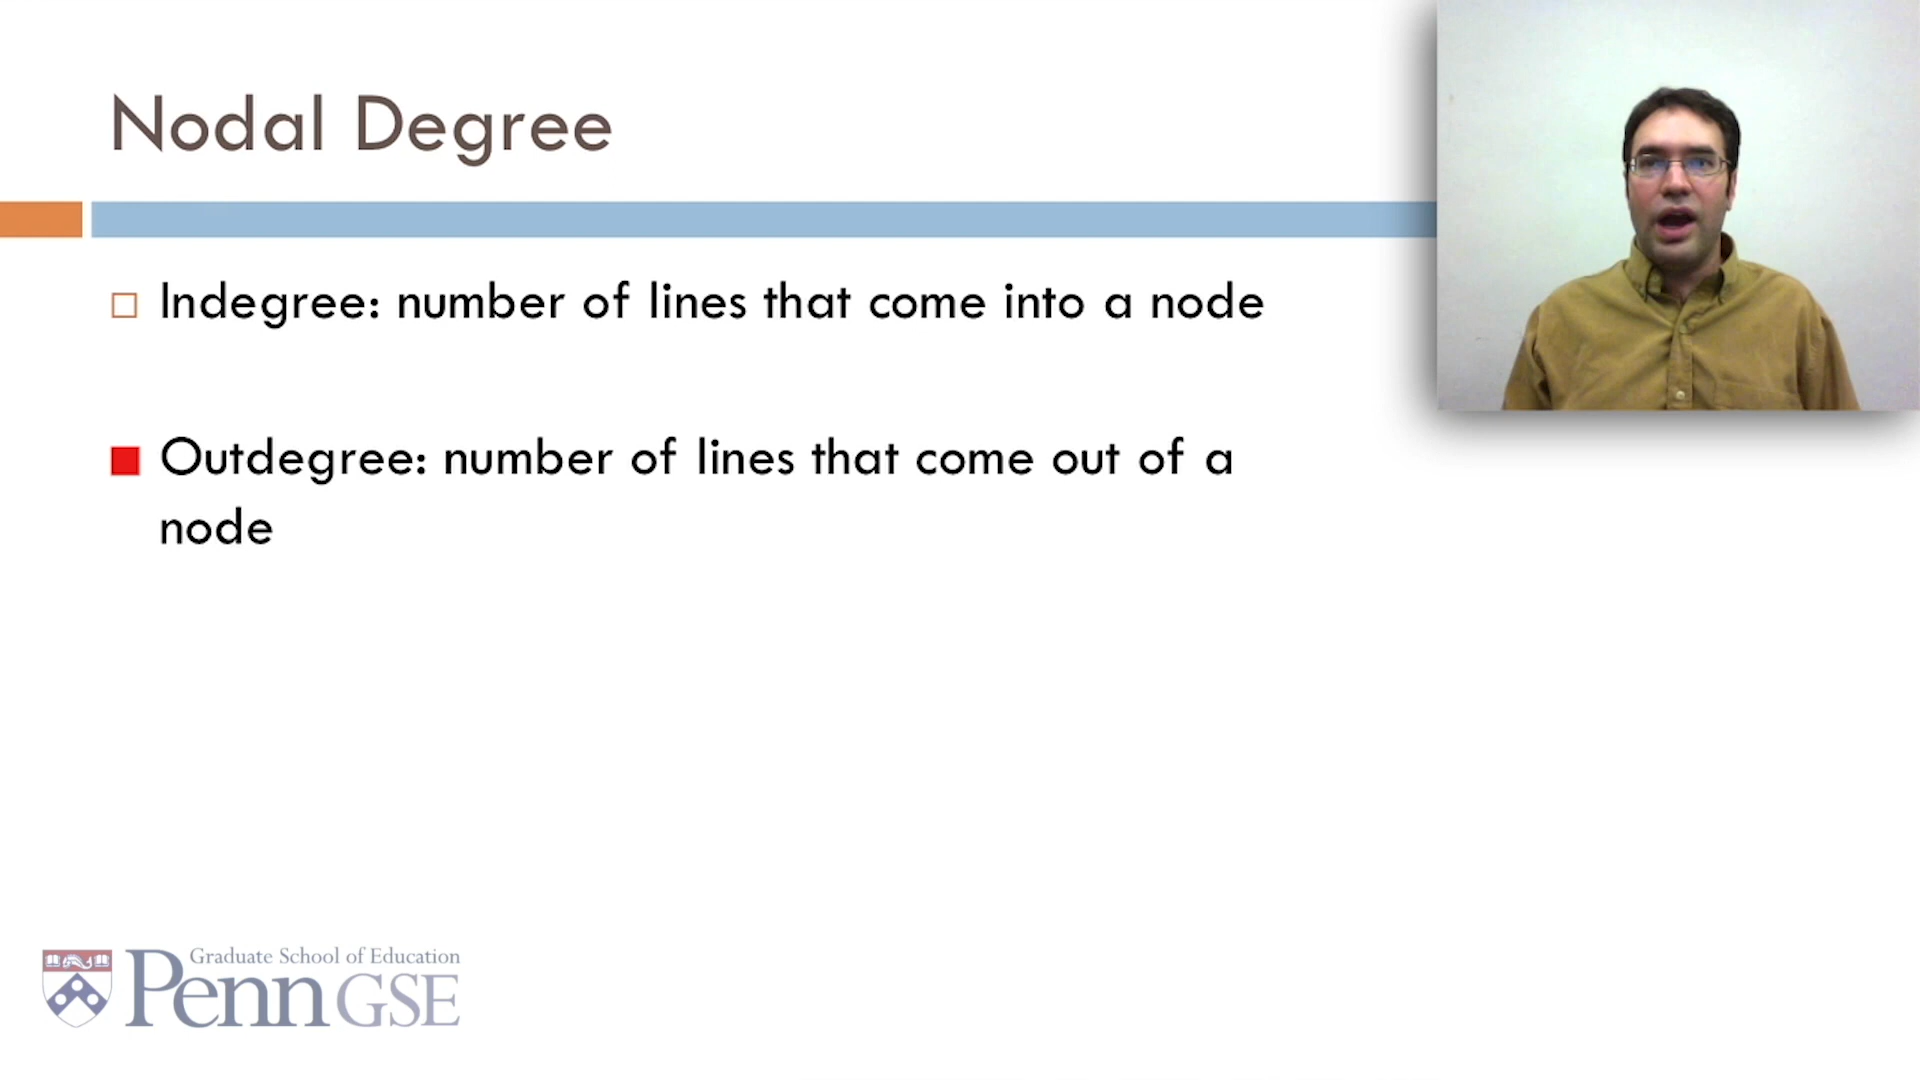 Nodal Degree
Indegree: number of lines that come into a node
Outdegree: number of lines that come out of a
node
Graduate School of Education
Penn GSE